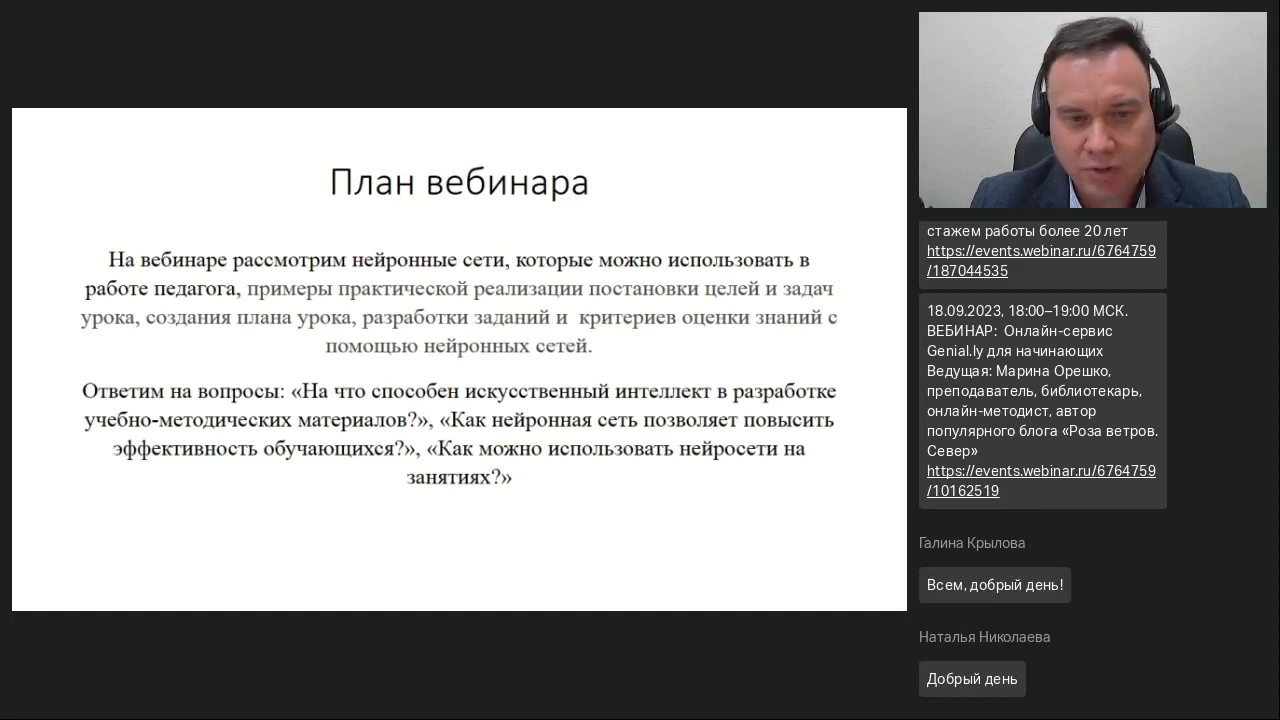 План вебинара
На вебинаре рассмотрим нейронные сети, которые можно использовать в
работе педагога, примеры практической реализации постановки целей и задач
урока, создания плана урока, разработки заданий и  критериев оценки знаний с
помощью нейронных сетей.
Ответим на вопросы: «На что способен искусственный интеллект в разработке
учебно-методических материалов?», «Как нейронная сеть позволяет повысить
эффективность обучающихся?», «Как можно использовать нейросети на
занятиях?»
стажем работы более 20 лет
https://events.webinar.ru/6764759
/187044535
18.09.2023, 18:00–19:00 МСК.
ВЕБИНАР:  Онлайн-сервис
Genial.ly для начинающих
Ведущая: Марина Орешко,
преподаватель, библиотекарь,
онлайн-методист, автор
популярного блога «Роза ветров.
Север»
https://events.webinar.ru/6764759
/10162519
Галина Крылова
Всем, добрый день!
Наталья Николаева
Добрый день